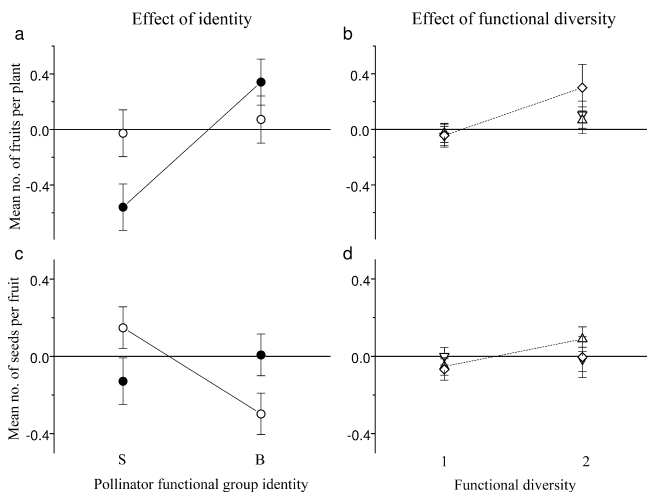 Effect of identity
Effect of functional diversity
a
b
Mean no. of fruits per plant
0.4
0.0
-0.4
0.4
0.0
-0.4
c
d
Mean no. of seeds per fruit
0.4
0.0
-0.4
0.4
0.0
-0.4
S
B
1
2
Pollinator functional group identity
Functional diversity